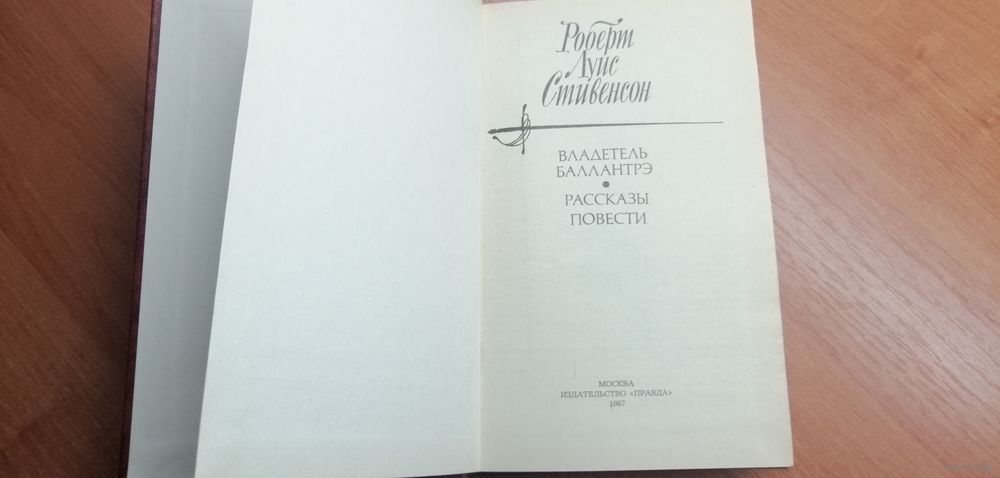 Роберт
Луис
Стивенсон
ВЛАДЕТЕЛЬ
БАЛЛАНТРЭ
•
РАССКАЗЫ
ПОВЕСТИ
МОСКВА
ИЗДАТЕЛЬСТВО «ПРАВДА»
1987